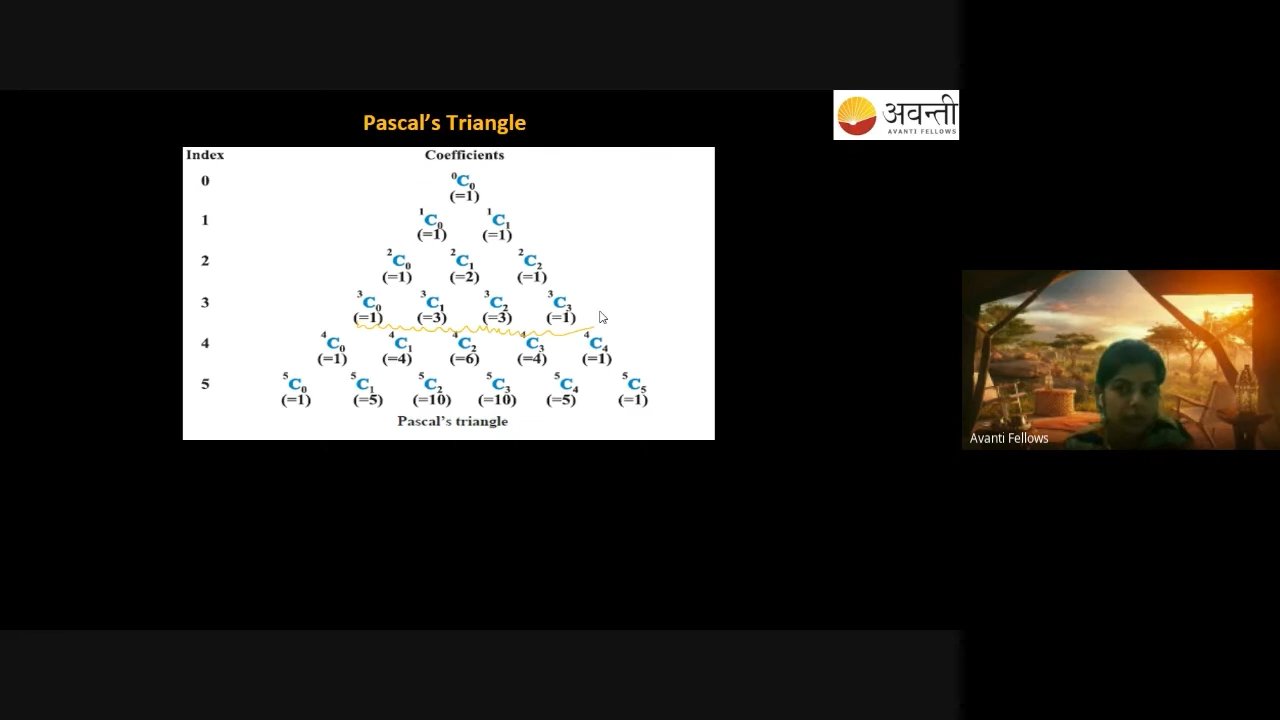 Pascal's Triangle
अवन्ती
AVANTI FELLOWS
Index Coefficients
0 ⁰C₀
(=1)
1 ¹C₀ ¹C₁
(=1) (=1)
2 ²C₀ ²C₁ ²C₂
(=1) (=2) (=1)
3 ³C₀ ³C₁ ³C₂ ³C₃
(=1) (=3) (=3) (=1)
4 ⁴C₀ ⁴C₁ ⁴C₂ ⁴C₃ ⁴C₄
(=1) (=4) (=6) (=4) (=1)
5 ⁵C₀ ⁵C₁ ⁵C₂ ⁵C₃ ⁵C₄ ⁵C₅
(=1) (=5) (=10) (=10) (=5) (=1)
Pascal's triangle
Avanti Fellows